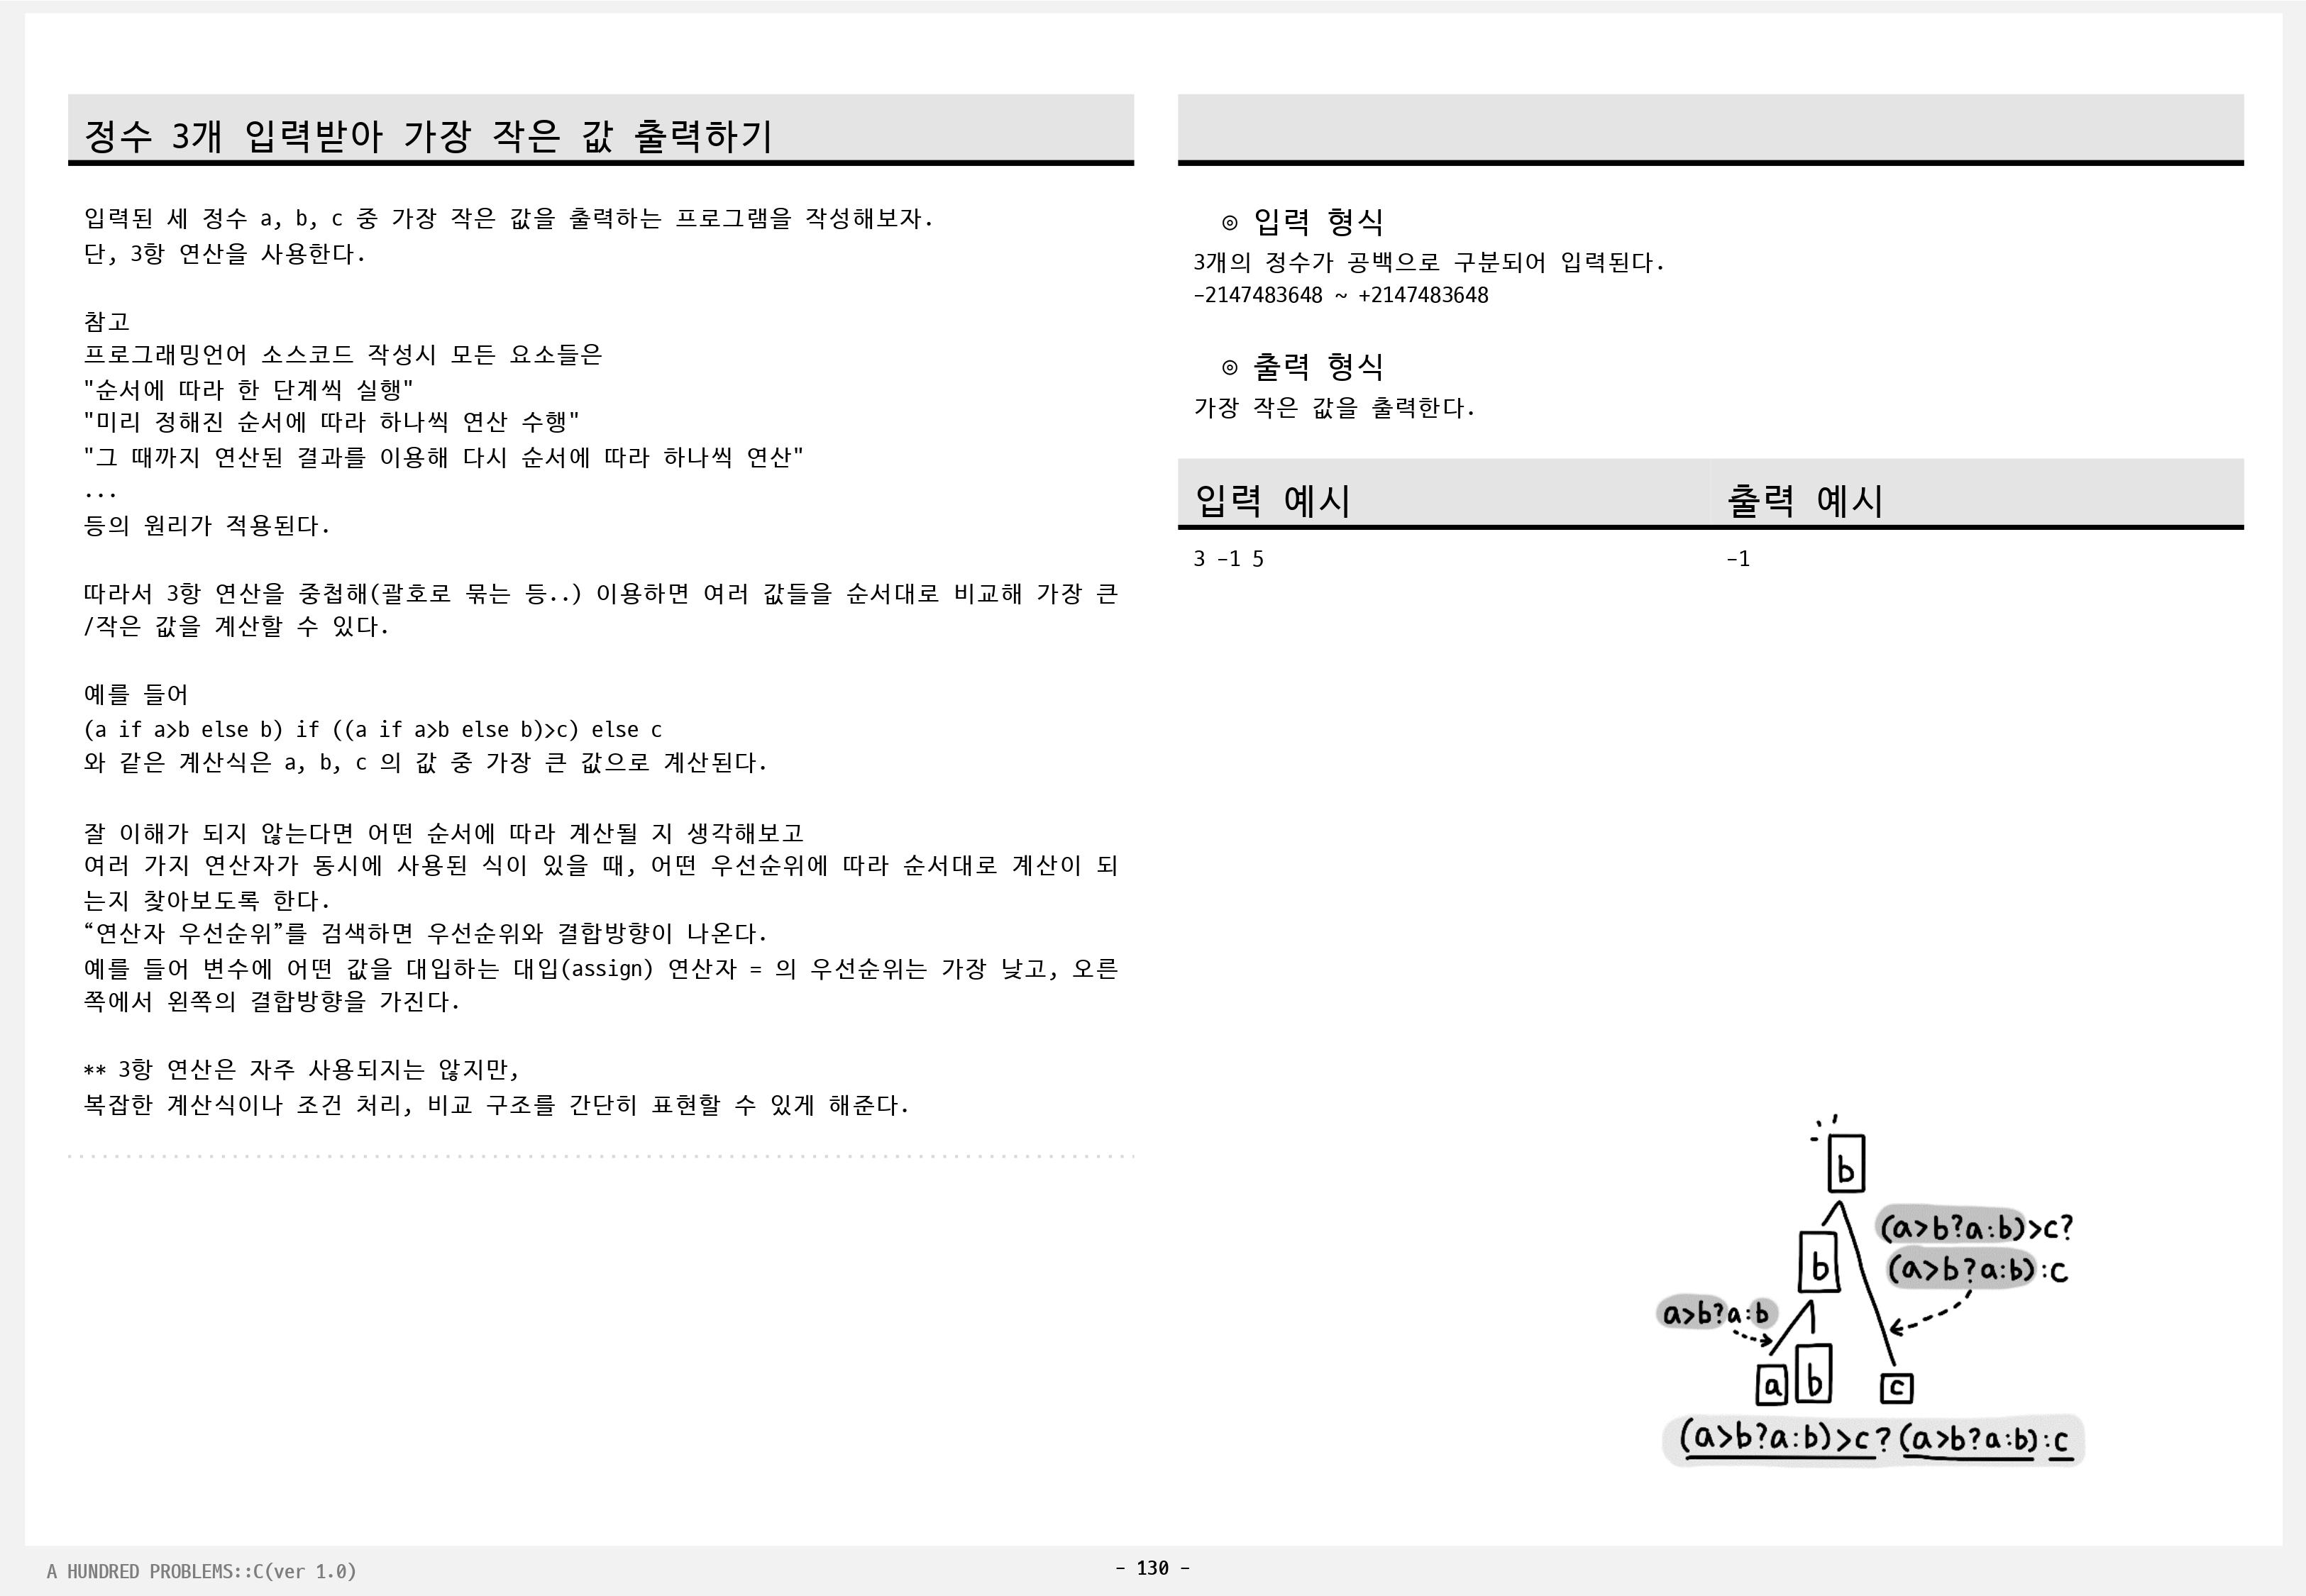 정수 3개 입력받아 가장 작은 값 출력하기
입력된 세 정수 a, b, c 중 가장 작은 값을 출력하는 프로그램을 작성해보자.
단, 3항 연산을 사용한다.
참고
프로그래밍언어 소스코드 작성시 모든 요소들은
"순서에 따라 한 단계씩 실행"
"미리 정해진 순서에 따라 하나씩 연산 수행"
"그 때까지 연산된 결과를 이용해 다시 순서에 따라 하나씩 연산"
...
등의 원리가 적용된다.
따라서 3항 연산을 중첩해(괄호로 묶는 등..) 이용하면 여러 값들을 순서대로 비교해 가장 큰
/작은 값을 계산할 수 있다.
예를 들어
(a if a>b else b) if ((a if a>b else b)>c) else c
와 같은 계산식은 a, b, c 의 값 중 가장 큰 값으로 계산된다.
잘 이해가 되지 않는다면 어떤 순서에 따라 계산될 지 생각해보고
여러 가지 연산자가 동시에 사용된 식이 있을 때, 어떤 우선순위에 따라 순서대로 계산이 되
는지 찾아보도록 한다.
“연산자 우선순위”를 검색하면 우선순위와 결합방향이 나온다.
예를 들어 변수에 어떤 값을 대입하는 대입(assign) 연산자 = 의 우선순위는 가장 낮고, 오른
쪽에서 왼쪽의 결합방향을 가진다.
** 3항 연산은 자주 사용되지는 않지만,
복잡한 계산식이나 조건 처리, 비교 구조를 간단히 표현할 수 있게 해준다.
◎ 입력 형식
3개의 정수가 공백으로 구분되어 입력된다.
-2147483648 ~ +2147483648
◎ 출력 형식
가장 작은 값을 출력한다.
입력 예시 출력 예시
3 -1 5 -1
b
(a>b?a:b)>c?
b
(a>b?a:b):c
a>b?a:b
a b c
(a>b?a:b)>c?(a>b?a:b):c
A HUNDRED PROBLEMS::C(ver 1.0)
- 130 -